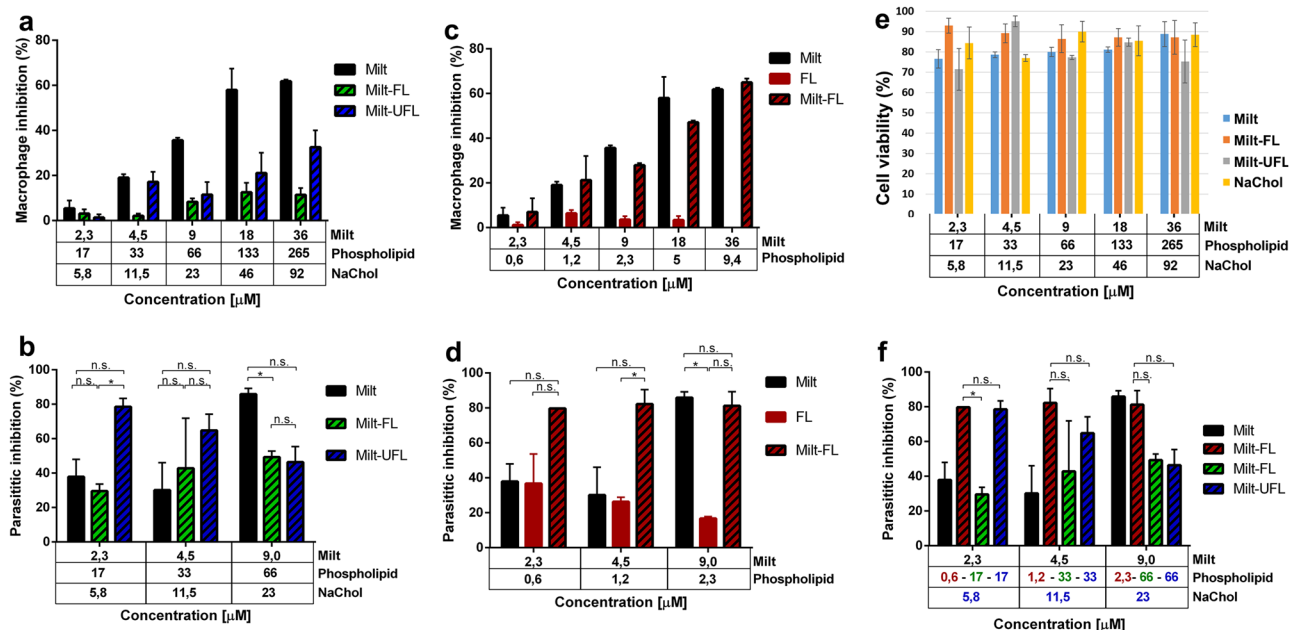 a
Macrophage inhibition (%)
80
60
40
20
0
Milt
Milt-FL
Milt-UFL
2,3 4,5 9 18 36 Milt
17 33 66 133 265 Phospholipid
5,8 11,5 23 46 92 NaChol
Concentration [µM]
c
Macrophage inhibition (%)
80
60
40
20
0
Milt
FL
Milt-FL
2,3 4,5 9 18 36 Milt
0,6 1,2 2,3 5 9,4 Phospholipid
Concentration [µM]
e
Cell viability (%)
100
90
80
70
60
50
40
30
20
10
0
Milt
Milt-FL
Milt-UFL
NaChol
2,3 4,5 9 18 36 Milt
17 33 66 133 265 Phospholipid
5,8 11,5 23 46 92 NaChol
Concentration [µM]
b
Parasititic inhibition (%)
100
80
60
40
20
0
n.s. n.s. n.s.
n.s. * n.s. n.s. * n.s.
Milt
Milt-FL
Milt-UFL
2,3 4,5 9,0 Milt
17 33 66 Phospholipid
5,8 11,5 23 NaChol
Concentration [µM]
d
Parasititic inhibition (%)
100
80
60
40
20
0
n.s. n.s. n.s.
n.s. * * n.s.
Milt
FL
Milt-FL
2,3 4,5 9,0 Milt
0,6 1,2 2,3 Phospholipid
Concentration [µM]
f
Parasititic inhibition (%)
100
80
60
40
20
0
n.s. n.s. n.s.
* n.s. n.s.
Milt
Milt-FL
Milt-FL
Milt-UFL
2,3 4,5 9,0 Milt
0,6 - 17 - 17 1,2 - 33 - 33 2,3 - 66 - 66 Phospholipid
5,8 11,5 23 NaChol
Concentration [µM]